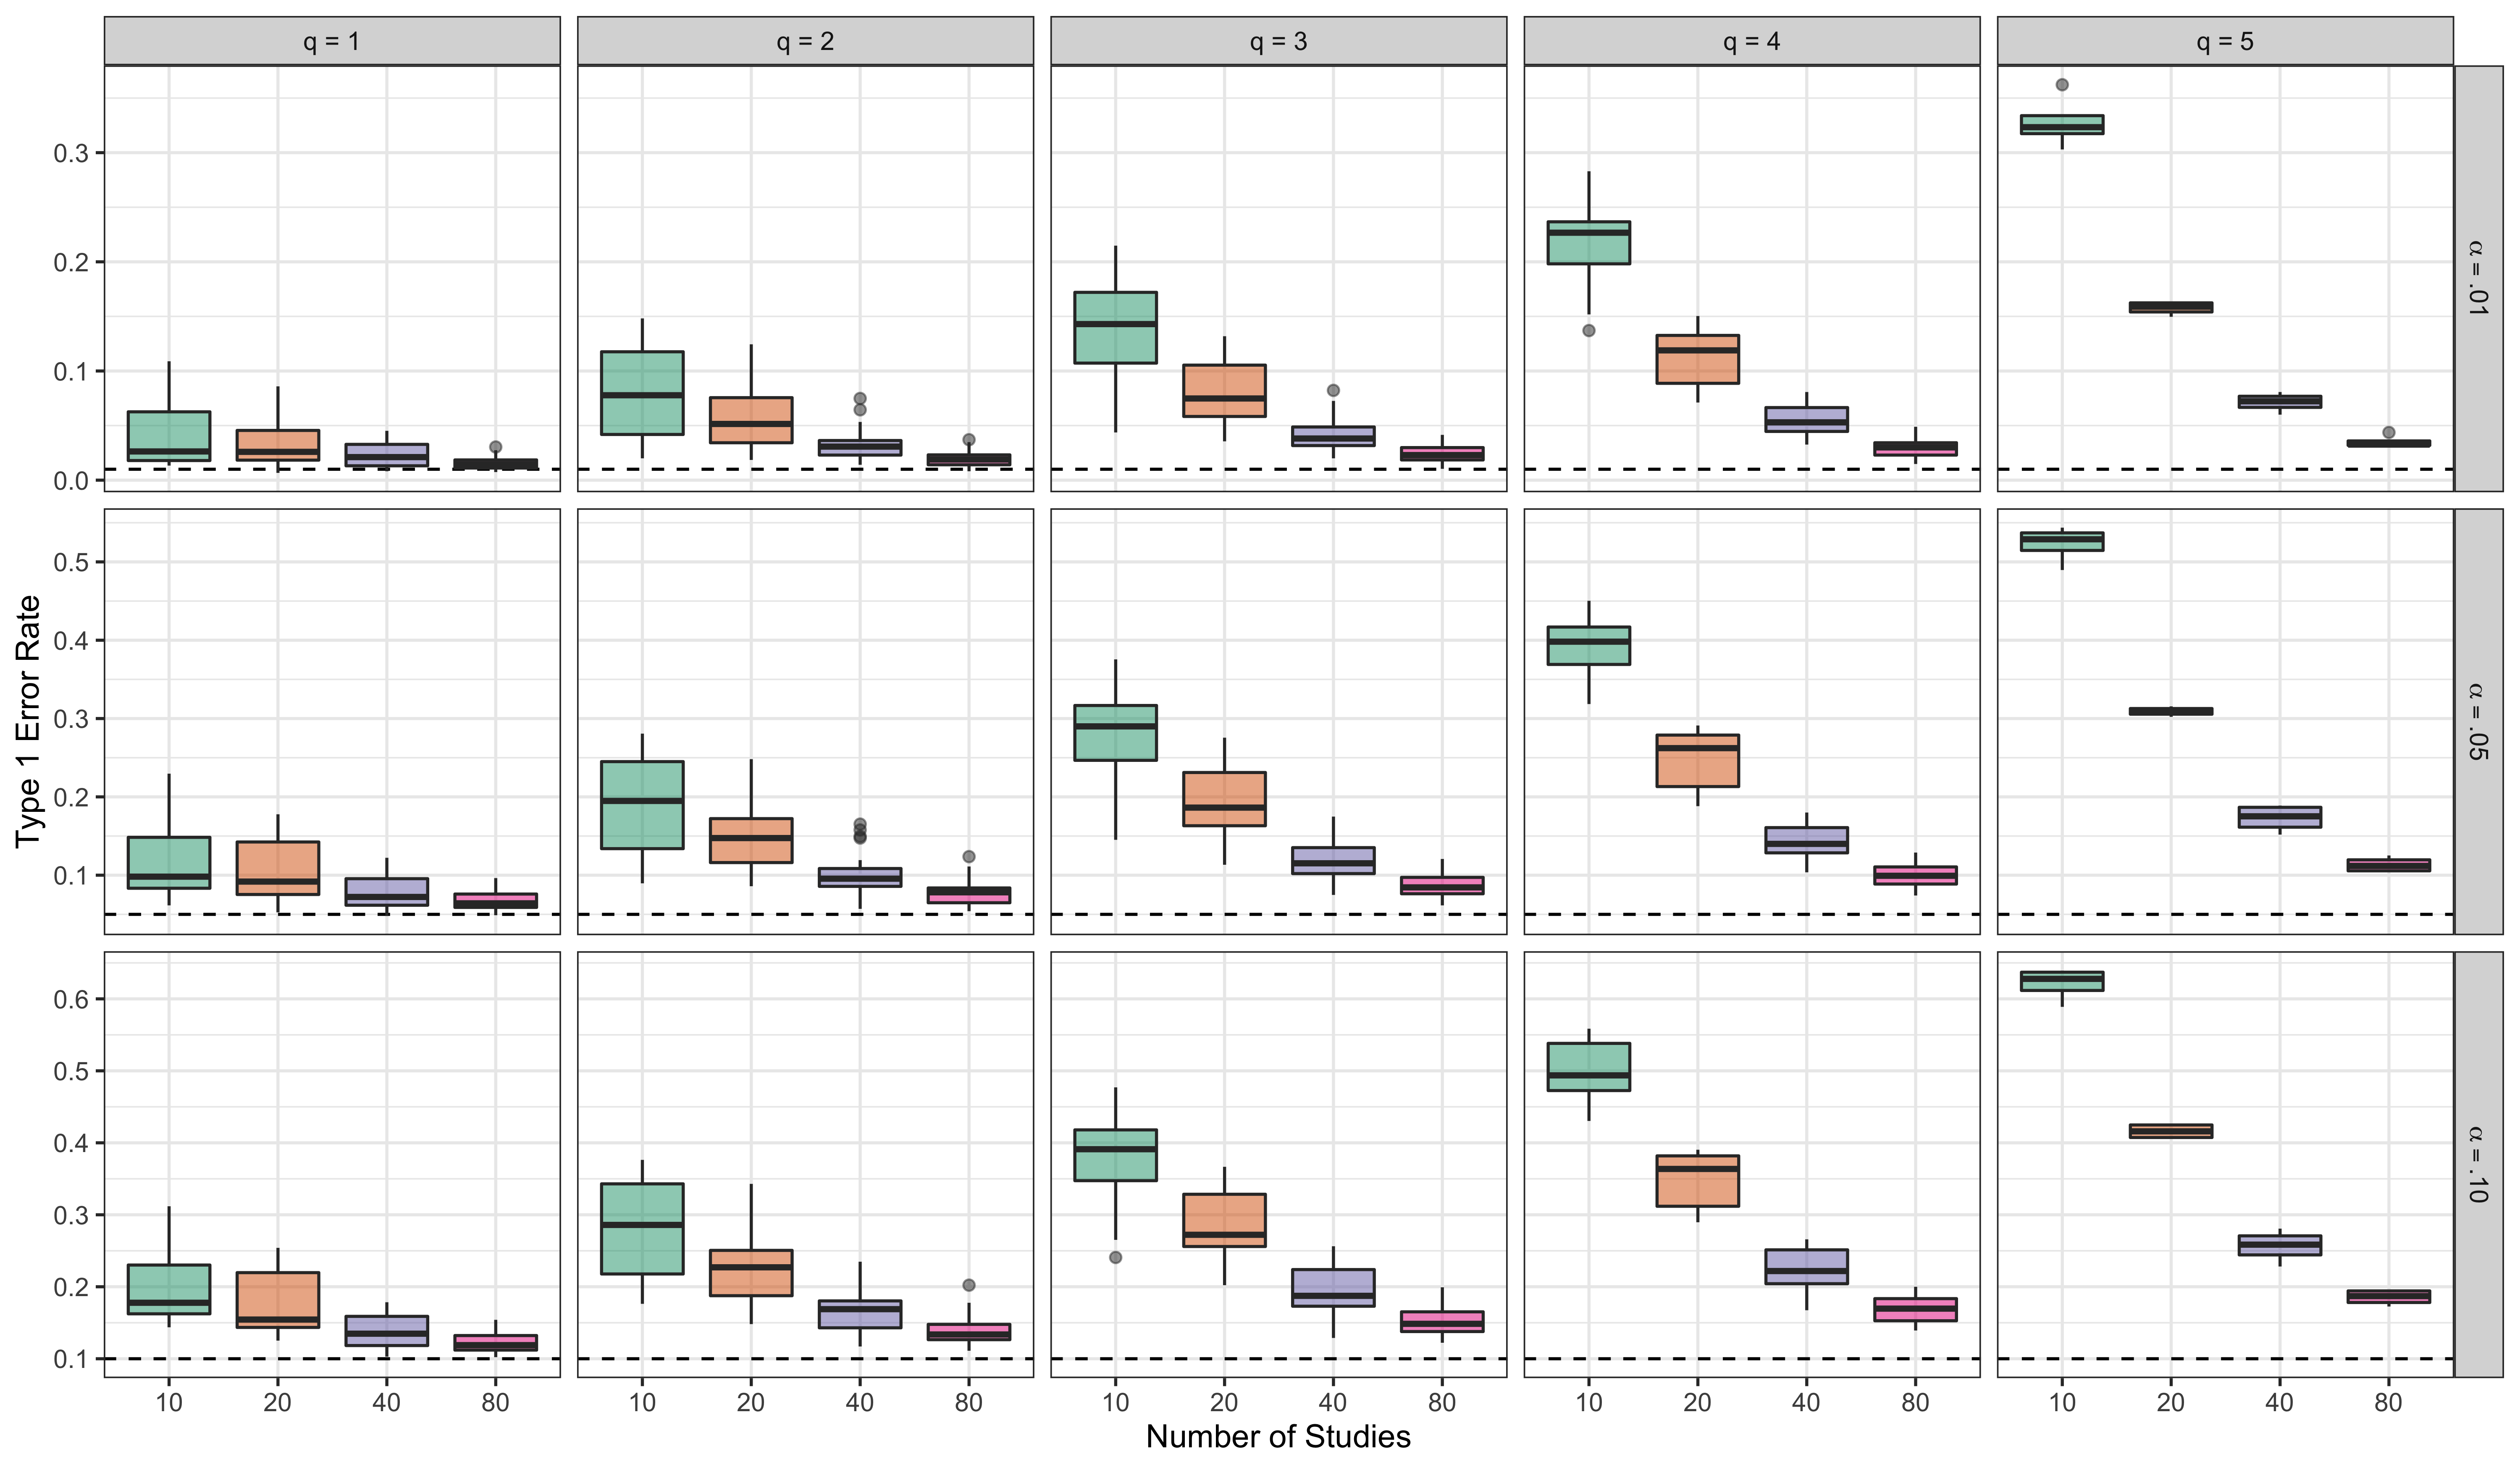 q = 1 q = 2 q = 3 q = 4 q = 5
0.3
0.2
0.1
0.0
α = .01
0.5
0.4
0.3
0.2
0.1
α = .05
Type 1 Error Rate
0.6
0.5
0.4
0.3
0.2
0.1
α = .10
10 20 40 80 10 20 40 80 10 20 40 80 10 20 40 80 10 20 40 80
Number of Studies